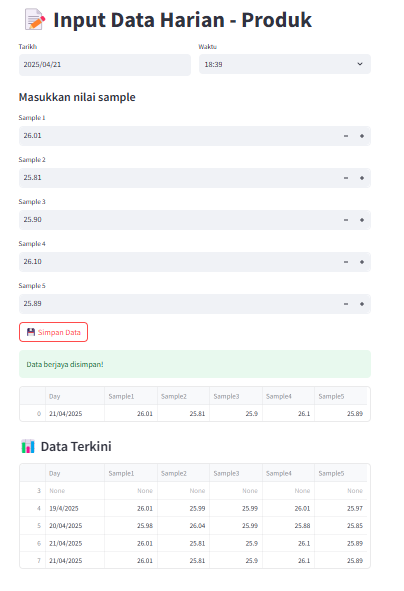 Input Data Harian - Produk
Tarikh Waktu
2025/04/21 18:39
Masukkan nilai sample
Sample 1
26.01
Sample 2
25.81
Sample 3
25.90
Sample 4
26.10
Sample 5
25.89
Simpan Data
Data berjaya disimpan!
Day Sample1 Sample2 Sample3 Sample4 Sample5
0 21/04/2025 26.01 25.81 25.9 26.1 25.89
Data Terkini
Day Sample1 Sample2 Sample3 Sample4 Sample5
3 None None None None None None
4 19/4/2025 26.01 25.99 25.99 26.01 25.97
5 20/04/2025 25.98 26.04 25.99 25.88 25.85
6 21/04/2025 26.01 25.81 25.9 26.1 25.89
7 21/04/2025 26.01 25.81 25.9 26.1 25.89